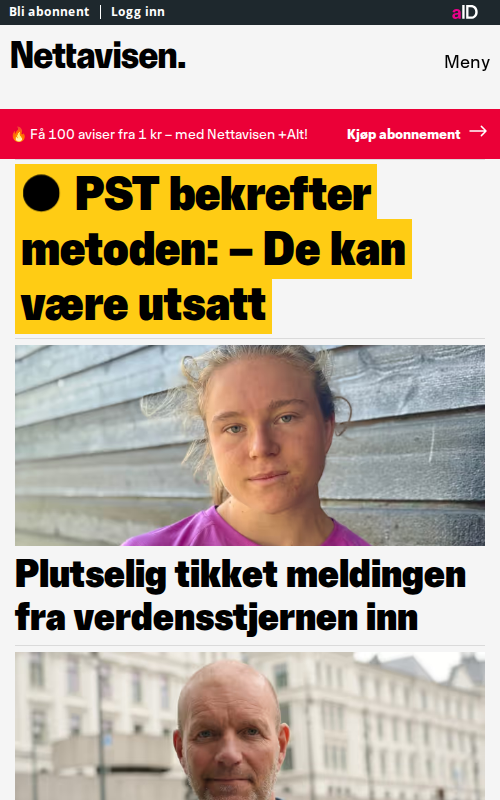 Bli abonnent | Logg inn
aID
Nettavisen.
Meny
🔥 Få 100 aviser fra 1 kr – med Nettavisen +Alt!
Kjøp abonnement →
● PST bekrefter
metoden: – De kan
være utsatt
Plutselig tikket meldingen
fra verdensstjernen inn